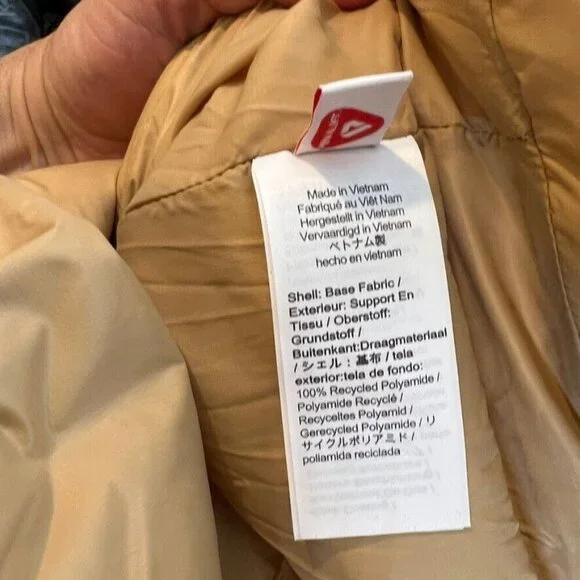 Made in Vietnam
Fabriqué au Viêt Nam
Hergestellt in Vietnam
Vervaardigd in Vietnam
ベトナム製
hecho en vietnam
Shell: Base Fabric /
Exterieur: Support En
Tissu / Oberstoff:
Grundstoff /
Buitenkant:Draagmateriaal
/ シェル：基布 / tela
exterior:tela de fondo:
100% Recycled Polyamide /
Polyamide Recyclé /
Recyceltes Polyamid /
Gerecycled Polyamide / リ
サイクルポリアミド /
poliamida reciclada